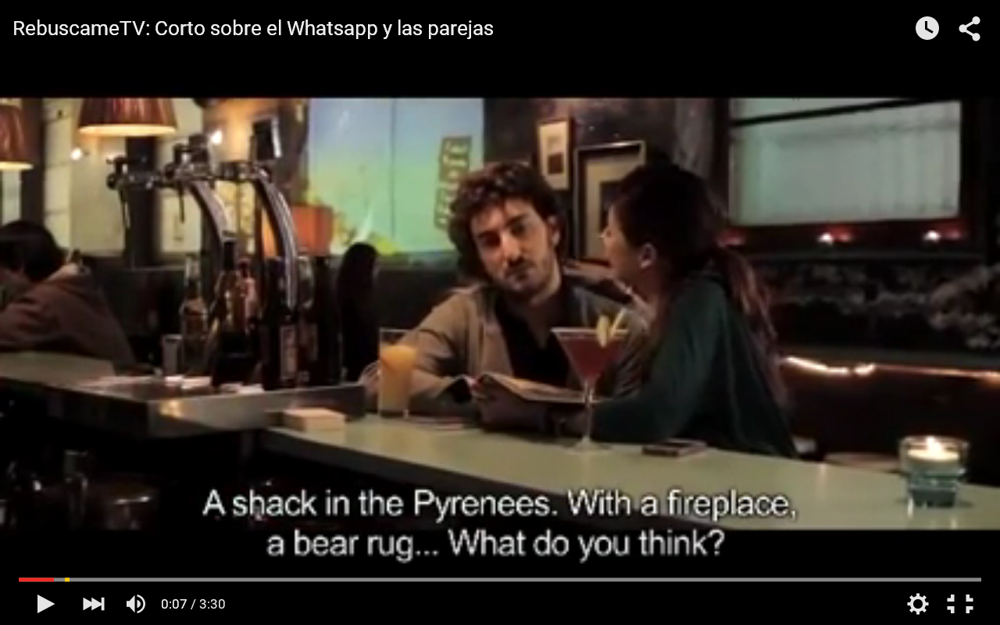 RebuscameTV: Corto sobre el Whatsapp y las parejas
A shack in the Pyrenees. With a fireplace,
a bear rug... What do you think?
0:07 / 3:30